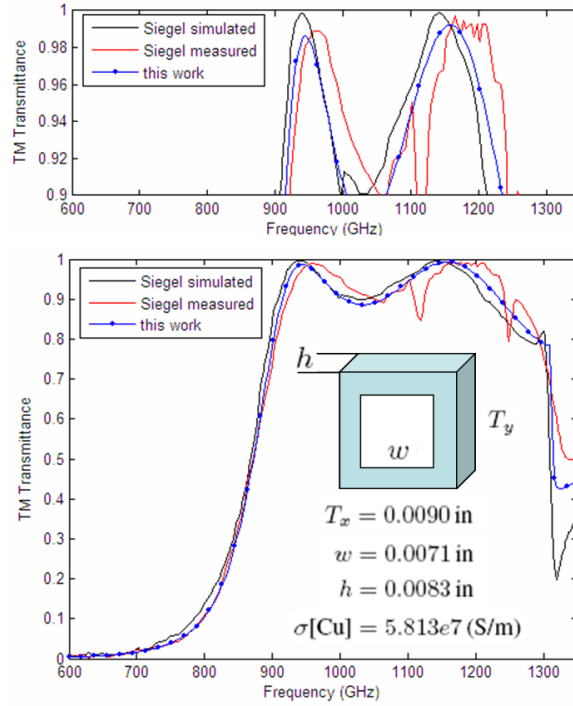 TM Transmittance
1
0.98
0.96
0.94
0.92
0.9
Siegel simulated
Siegel measured
this work
600 700 800 900 1000 1100 1200 1300
Frequency (GHz)
TM Transmittance
1
0.9
0.8
0.7
0.6
0.5
0.4
0.3
0.2
0.1
0
Siegel simulated
Siegel measured
this work
h
w
T_y
T_x = 0.0090 in
w = 0.0071 in
h = 0.0083 in
σ[Cu] = 5.813e7 (S/m)
600 700 800 900 1000 1100 1200 1300
Frequency (GHz)